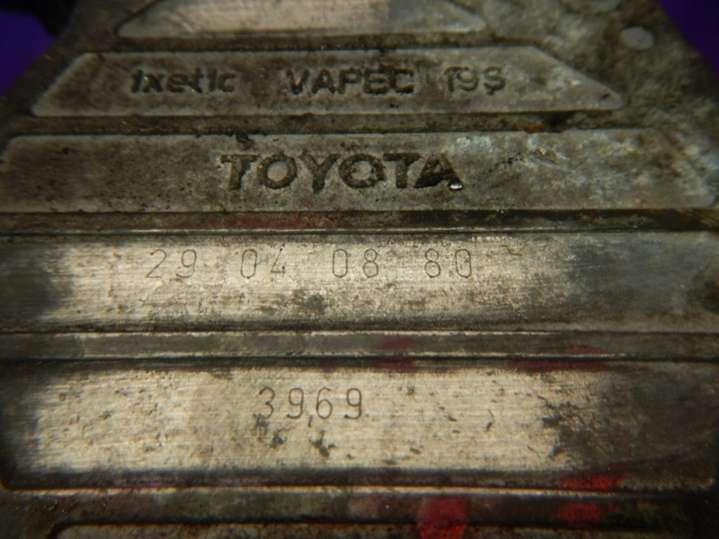 ixetic VAPEC 19S
TOYOTA
29 04 08 80
3969